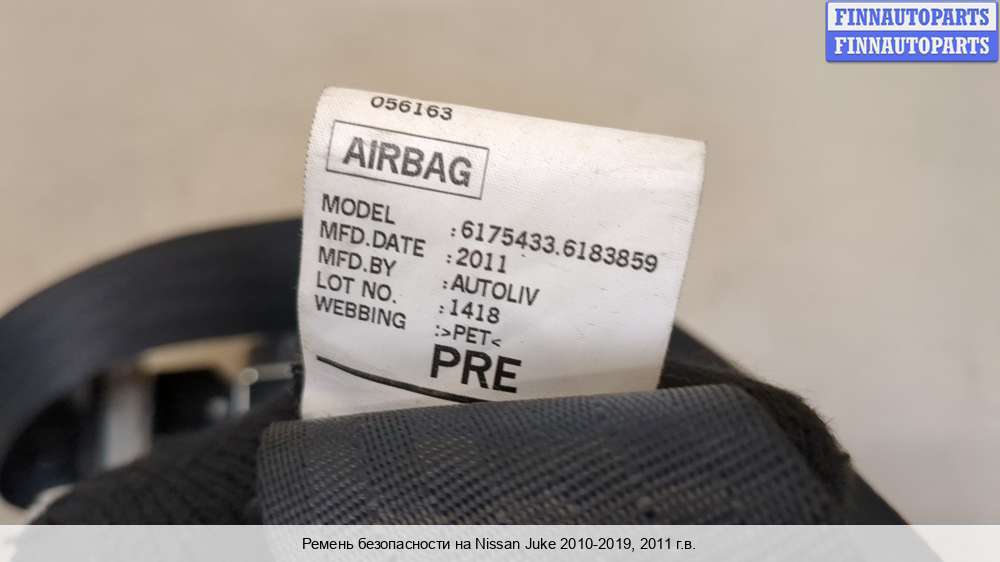 FINNAUTOPARTS
FINNAUTOPARTS
056163
AIRBAG
MODEL :6175433.6183859
MFD.DATE :2011
MFD.BY :AUTOLIV
LOT NO. :1418
WEBBING :>PET<
PRE
Ремень безопасности на Nissan Juke 2010-2019, 2011 г.в.